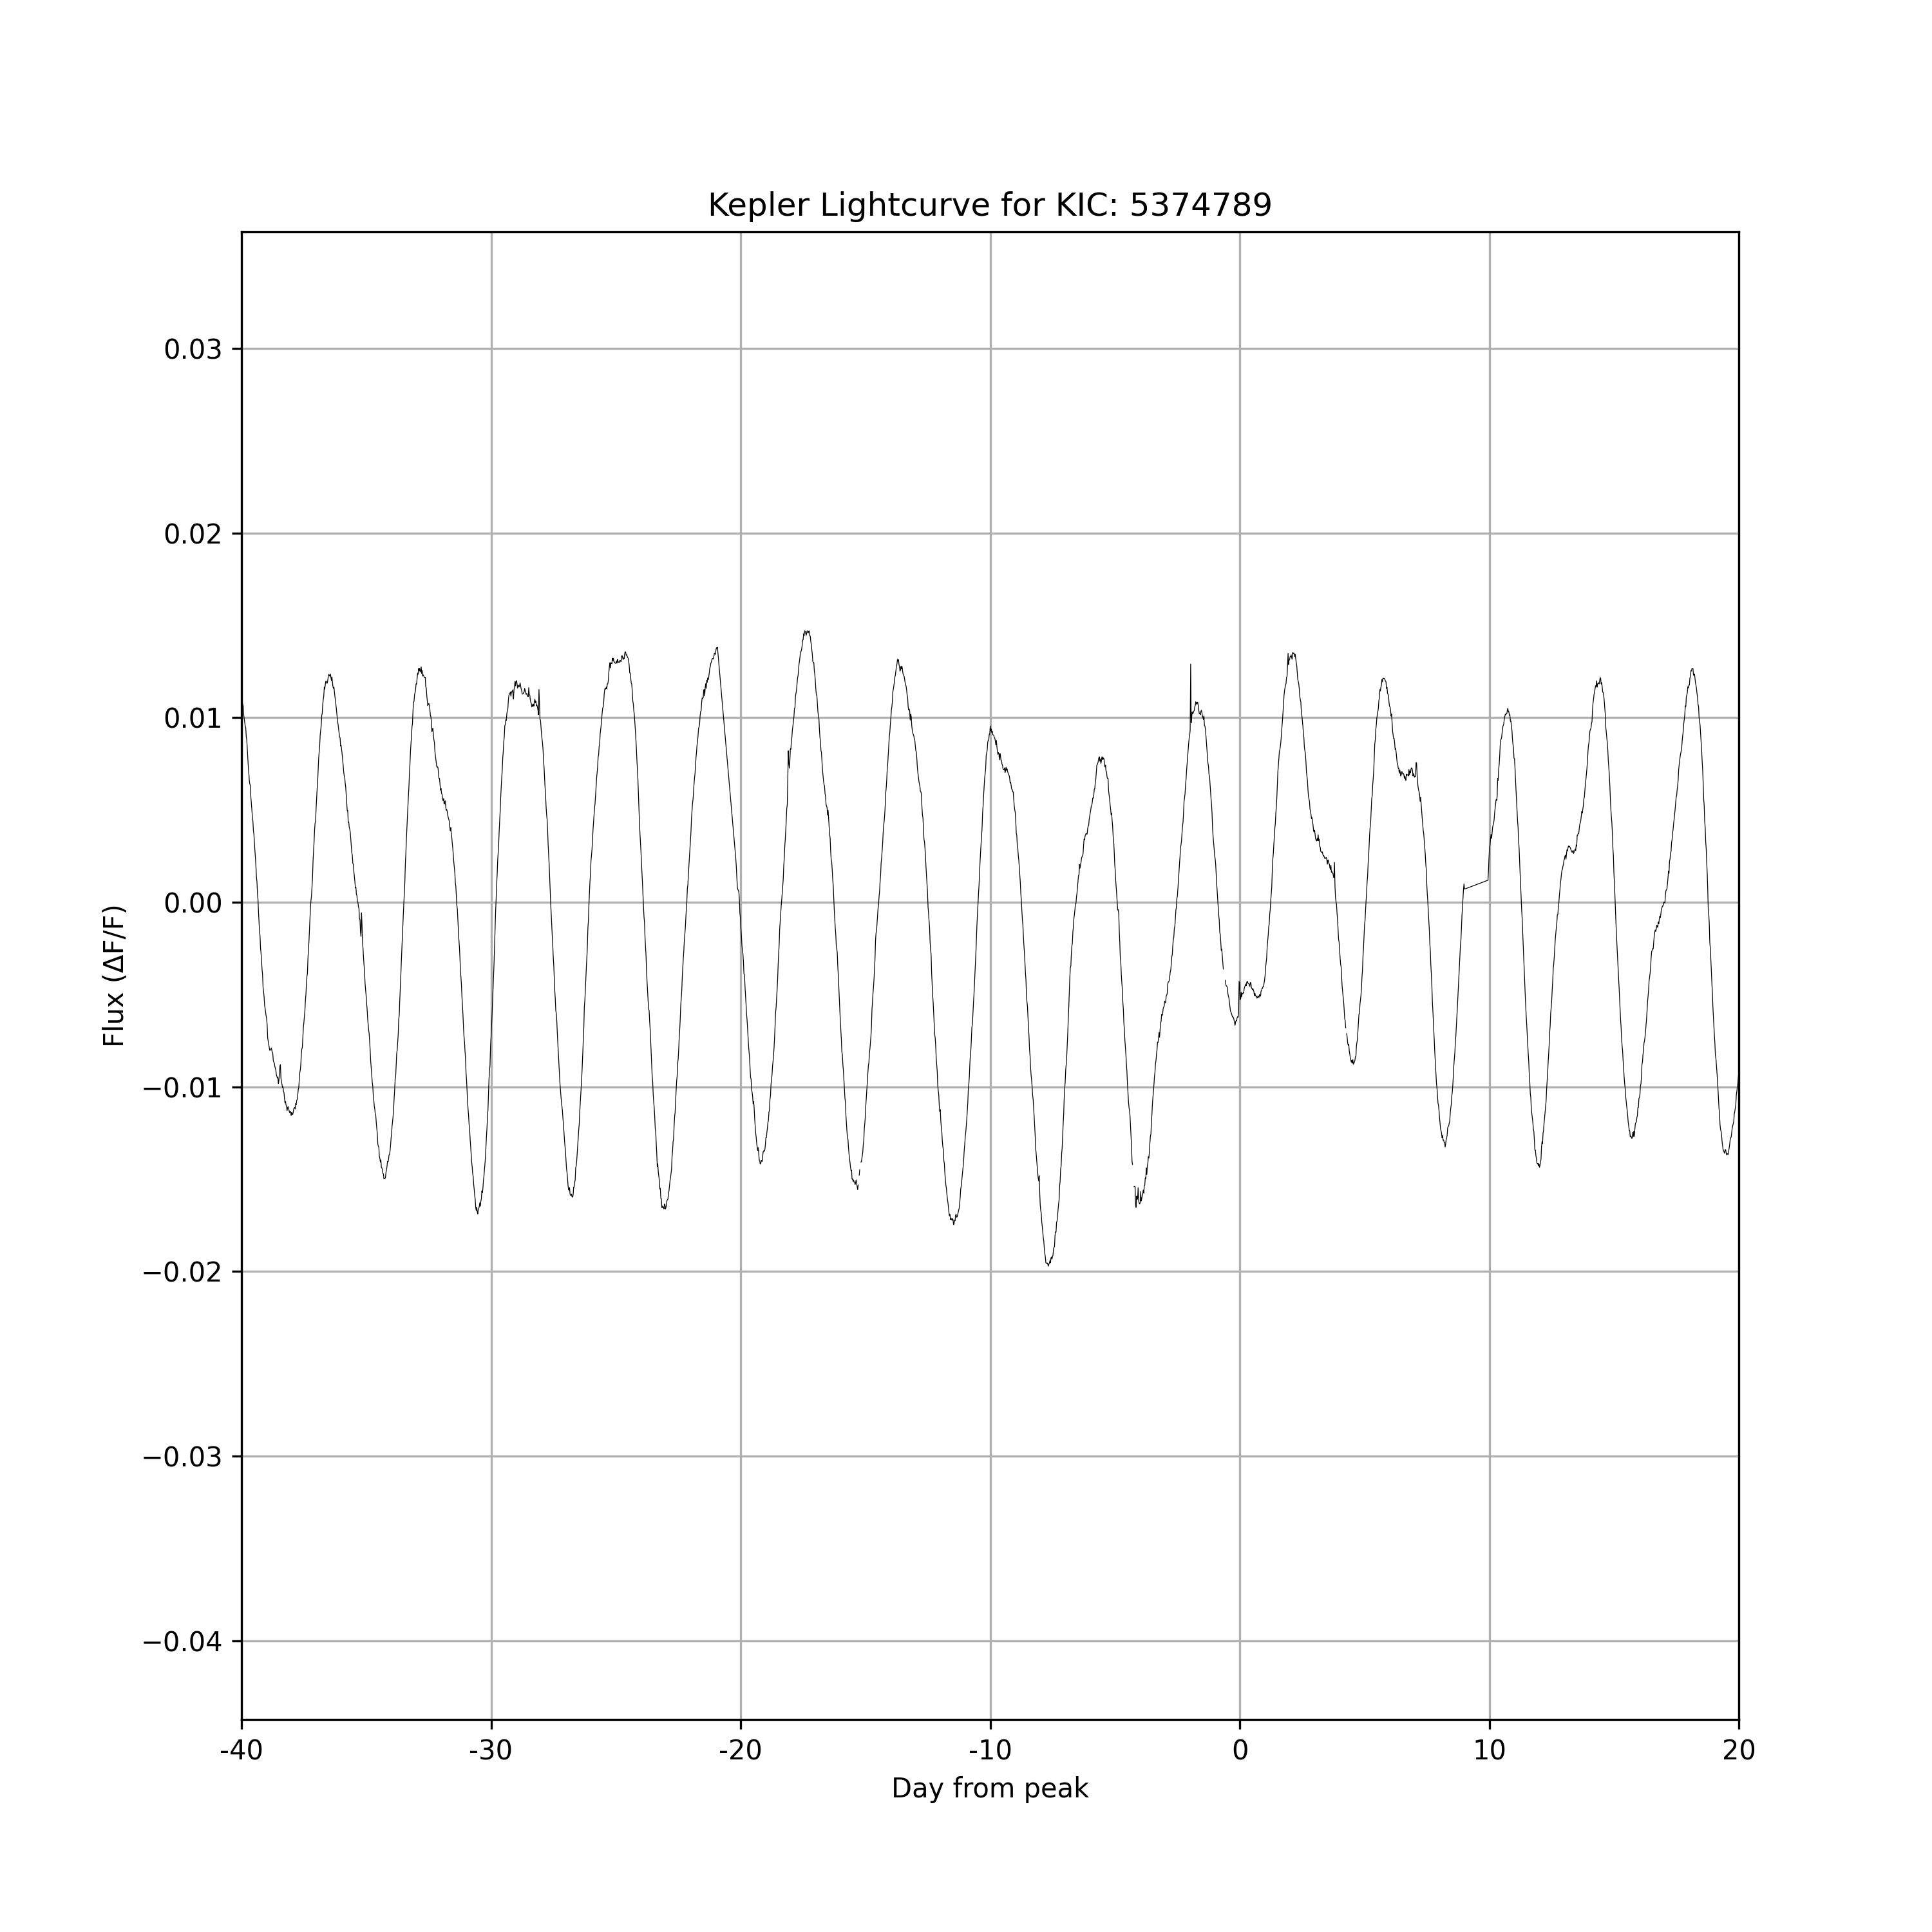 Kepler Lightcurve for KIC: 5374789
0.03
0.02
0.01
0.00
−0.01
−0.02
−0.03
−0.04
Flux (ΔF/F)
-40 -30 -20 -10 0 10 20
Day from peak